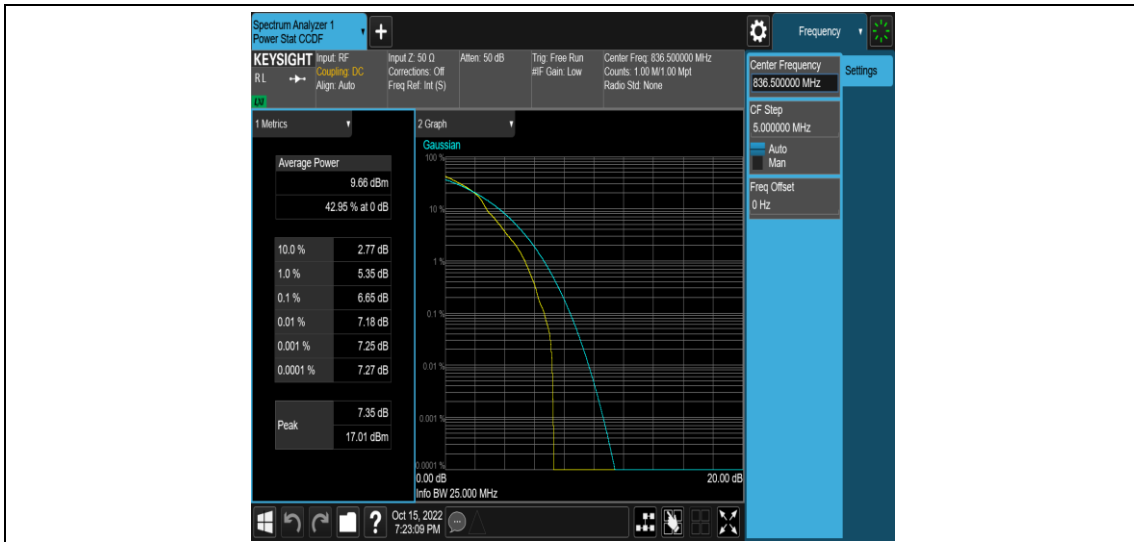 Spectrum Analyzer 1
Power Stat CCDF
+
Frequency
KEYSIGHT
RL
LXI
Input: RF
Coupling: DC
Align: Auto
Input Z: 50 Ω
Corrections: Off
Freq Ref: Int (S)
Atten: 50 dB
Trig: Free Run
#IF Gain: Low
Center Freq: 836.500000 MHz
Counts: 1.00 M/1.00 Mpt
Radio Std: None
Center Frequency
836.500000 MHz
Settings
CF Step
5.000000 MHz
Auto
Man
Freq Offset
0 Hz
1 Metrics
Average Power
9.66 dBm
42.95 % at 0 dB
10.0 % 2.77 dB
1.0 % 5.35 dB
0.1 % 6.65 dB
0.01 % 7.18 dB
0.001 % 7.25 dB
0.0001 % 7.27 dB
Peak
7.35 dB
17.01 dBm
2 Graph
Gaussian
100 %
10 %
1 %
0.1 %
0.01 %
0.001 %
0.0001 %
0.00 dB 20.00 dB
Info BW 25.000 MHz
?
Oct 15, 2022
7:23:09 PM